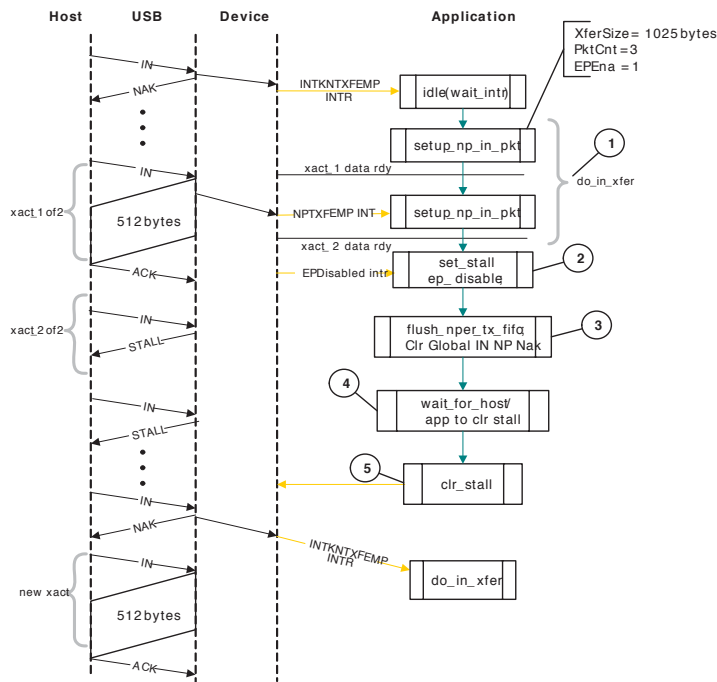 Host USB Device Application
XferSize= 1025 bytes
PktCnt=3
EPEna =1
IN
INTKNTXFEMP
INTR
idle(wait_intr)
NAK
1
setup_np_in_pkt
IN
xact_1 data rdy
do_in_xfer
xact_1 of 2
512 bytes
NPTXFEMP INT
setup_np_in_pkt
xact_2 data rdy
2
ACK
EPDisabled intr
set_stall
ep_disable
IN
3
xact_2 of 2
flush_nper_tx_fifo
Clr Global IN NP Nak
STALL
4
IN
wait_for_host/
app to clr stall
STALL
5
clr_stall
IN
NAK
INTKNTXFEMP
INTR
IN
do_in_xfer
new xact
512 bytes
ACK